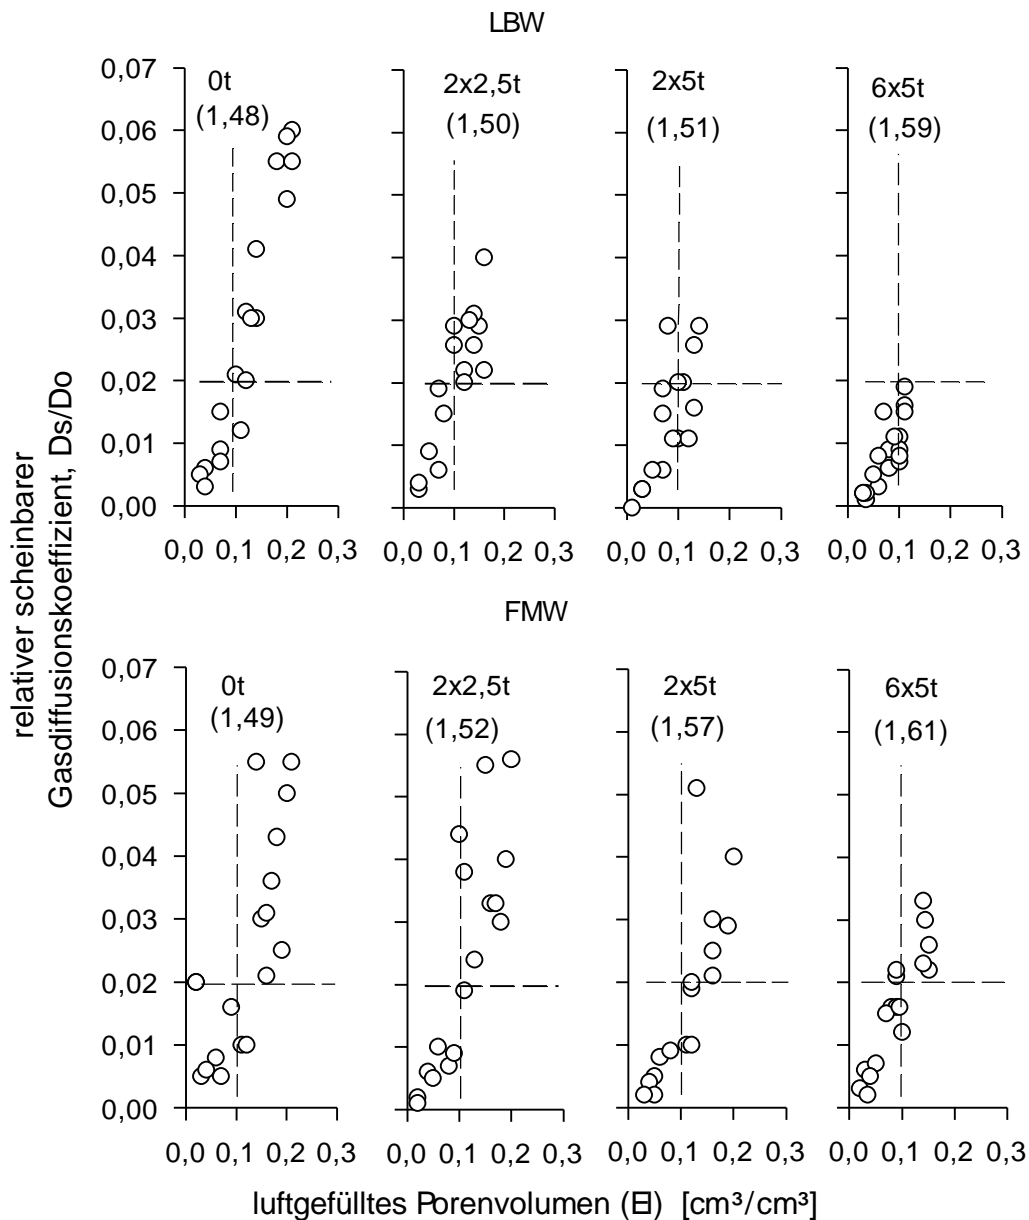 LBW
0,07
0,06
0,05
0,04
0,03
0,02
0,01
0,00
0t
(1,48)
2x2,5t
(1,50)
2x5t
(1,51)
6x5t
(1,59)
0,0 0,1 0,2 0,3
0,0 0,1 0,2 0,3
0,0 0,1 0,2 0,3
0,0 0,1 0,2 0,3
relativer scheinbarer
Gasdiffusionskoeffizient, Ds/Do
FMW
0,07
0,06
0,05
0,04
0,03
0,02
0,01
0,00
0t
(1,49)
2x2,5t
(1,52)
2x5t
(1,57)
6x5t
(1,61)
0,0 0,1 0,2 0,3
0,0 0,1 0,2 0,3
0,0 0,1 0,2 0,3
0,0 0,1 0,2 0,3
luftgefülltes Porenvolumen (El) [cm³/cm³]